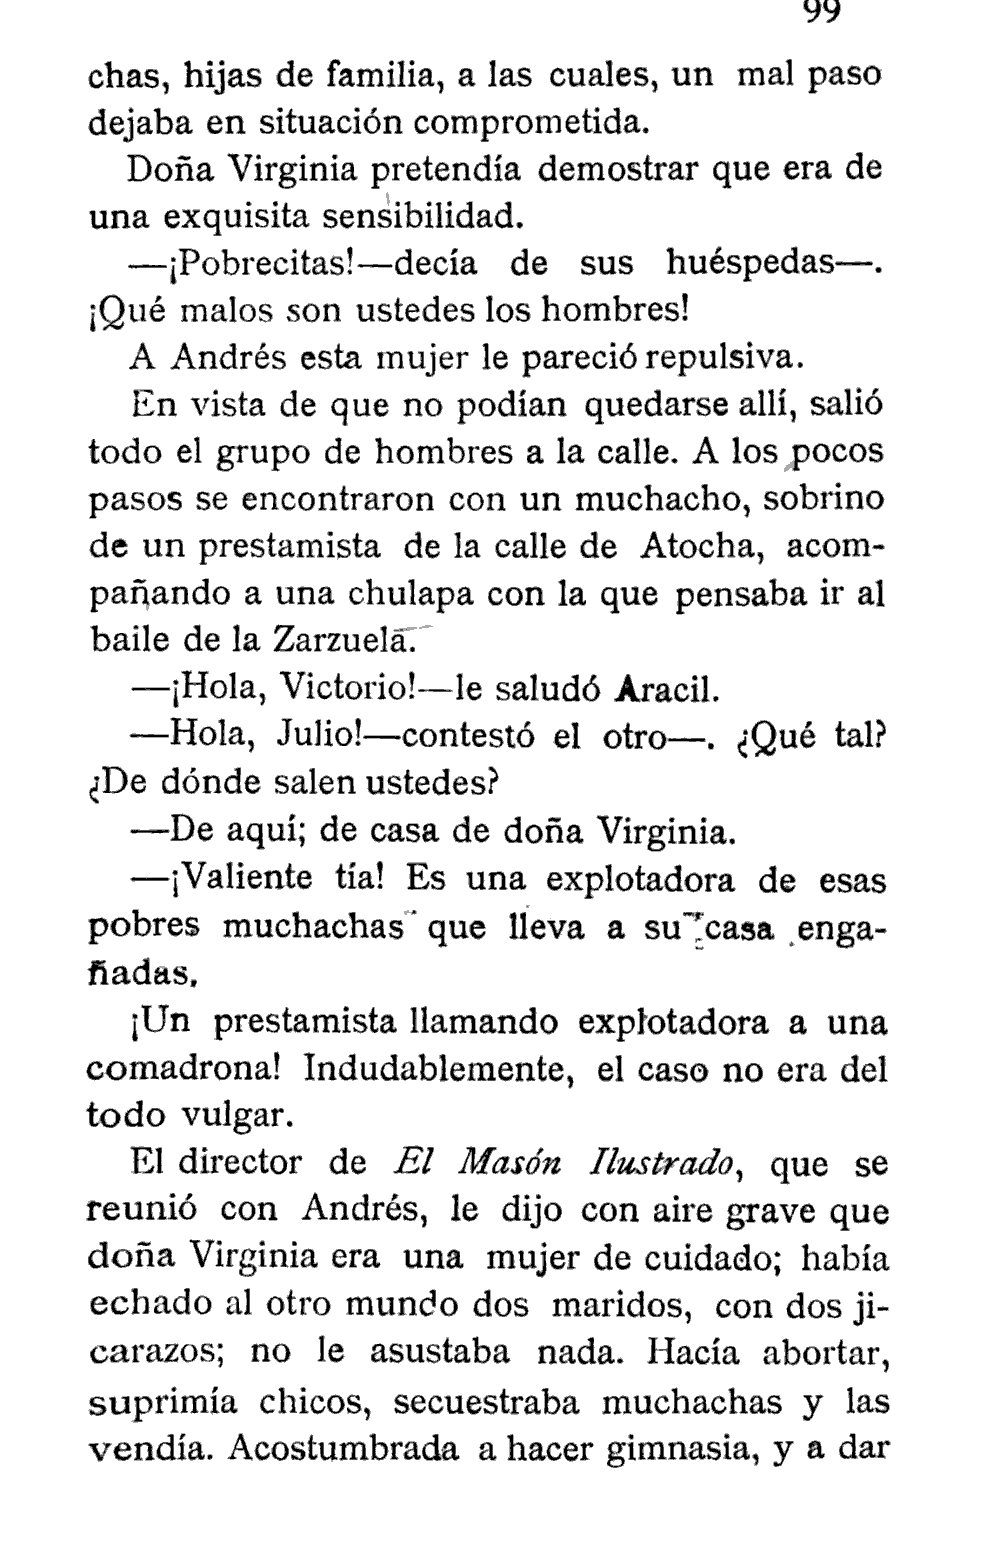 99
chas, hijas de familia, a las cuales, un mal paso
dejaba en situación comprometida.
Doña Virginia pretendía demostrar que era de
una exquisita sensibilidad.
—¡Pobrecitas!—decía de sus huéspedas—.
¡Qué malos son ustedes los hombres!
A Andrés esta mujer le pareció repulsiva.
En vista de que no podían quedarse allí, salió
todo el grupo de hombres a la calle. A los pocos
pasos se encontraron con un muchacho, sobrino
de un prestamista de la calle de Atocha, acom-
pañando a una chulapa con la que pensaba ir al
baile de la Zarzuela.
—¡Hola, Victorio!—le saludó Aracil.
—Hola, Julio!—contestó el otro—. ¿Qué tal?
¿De dónde salen ustedes?
—De aquí; de casa de doña Virginia.
—¡Valiente tía! Es una explotadora de esas
pobres muchachas que lleva a su casa enga-
ñadas.
¡Un prestamista llamando explotadora a una
comadrona! Indudablemente, el caso no era del
todo vulgar.
El director de El Masón Ilustrado, que se
reunió con Andrés, le dijo con aire grave que
doña Virginia era una mujer de cuidado; había
echado al otro mundo dos maridos, con dos ji-
carazos; no le asustaba nada. Hacía abortar,
suprimía chicos, secuestraba muchachas y las
vendía. Acostumbrada a hacer gimnasia, y a dar